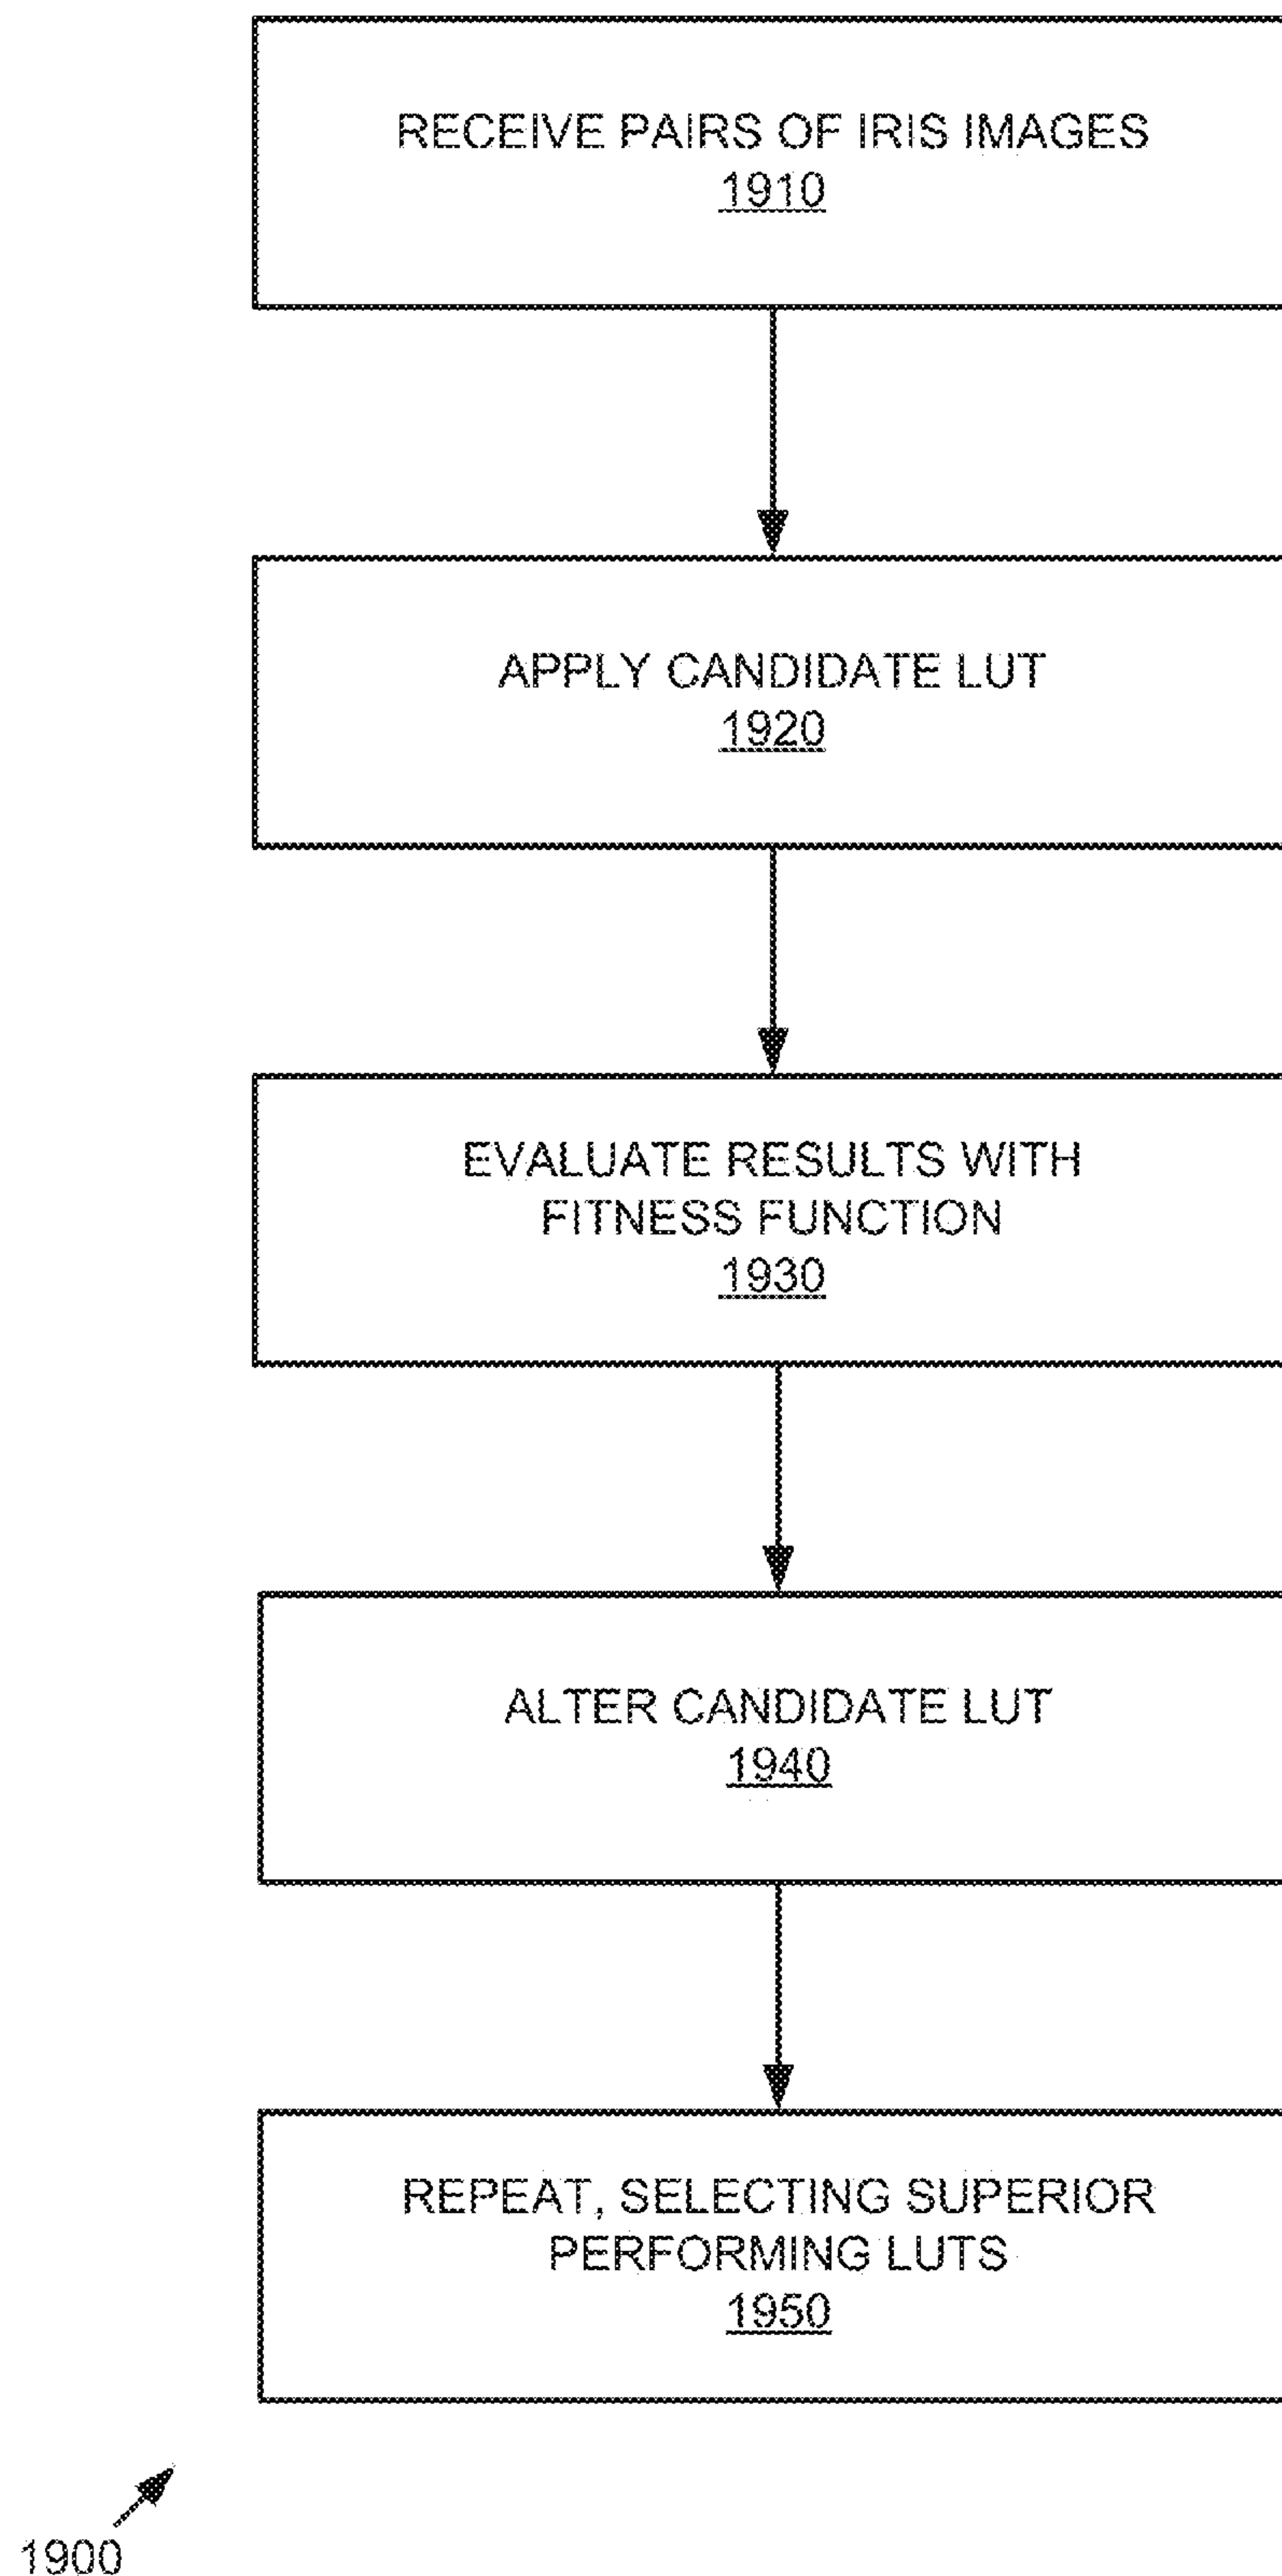 RECEIVE PAIRS OF IRIS IMAGES
1910
APPLY CANDIDATE LUT
1920
EVALUATE RESULTS WITH
FITNESS FUNCTION
1930
ALTER CANDIDATE LUT
1940
REPEAT, SELECTING SUPERIOR
PERFORMING LUTS
1950
1900